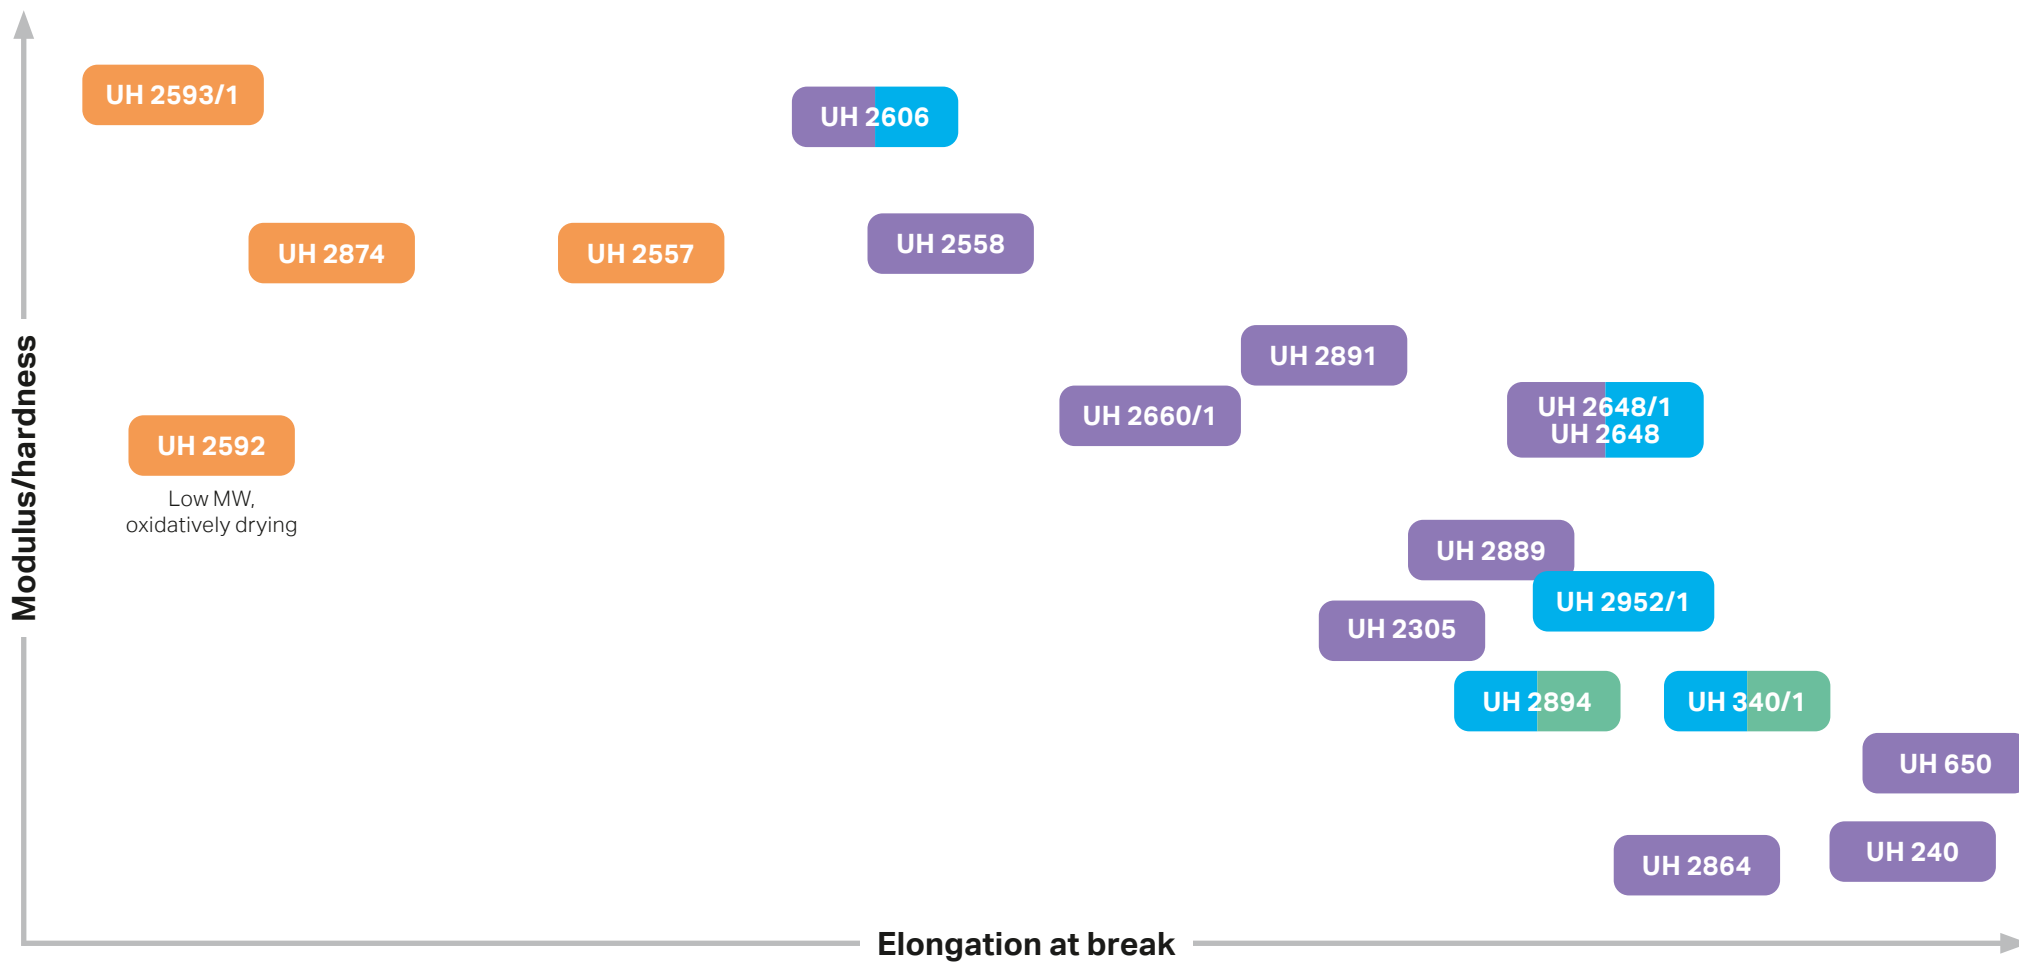 UH 2593/1
UH 2606
UH 2558
UH 2874
UH 2557
UH 2891
UH 2660/1
UH 2648/1
UH 2648
UH 2592
Low MW,
oxidatively drying
Modulus/hardness
UH 2889
UH 2952/1
UH 2305
UH 2894
UH 340/1
UH 650
UH 240
UH 2864
Elongation at break